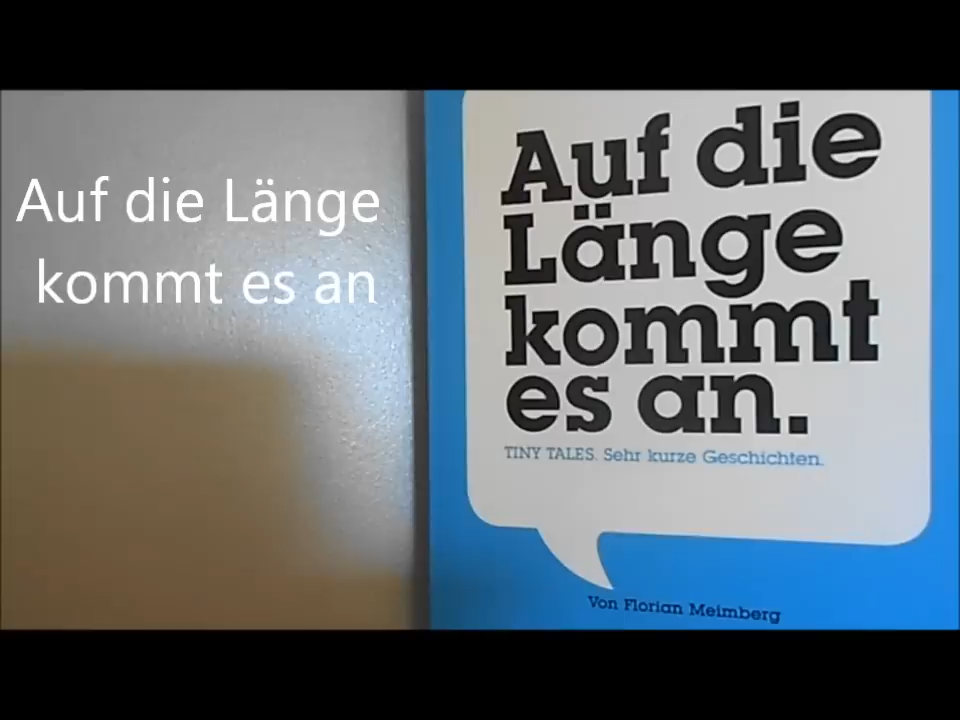 Auf die Länge
kommt es an
Auf die
Länge
kommt
es an.
TINY TALES. Sehr kurze Geschichten.
Von Florian Meimberg